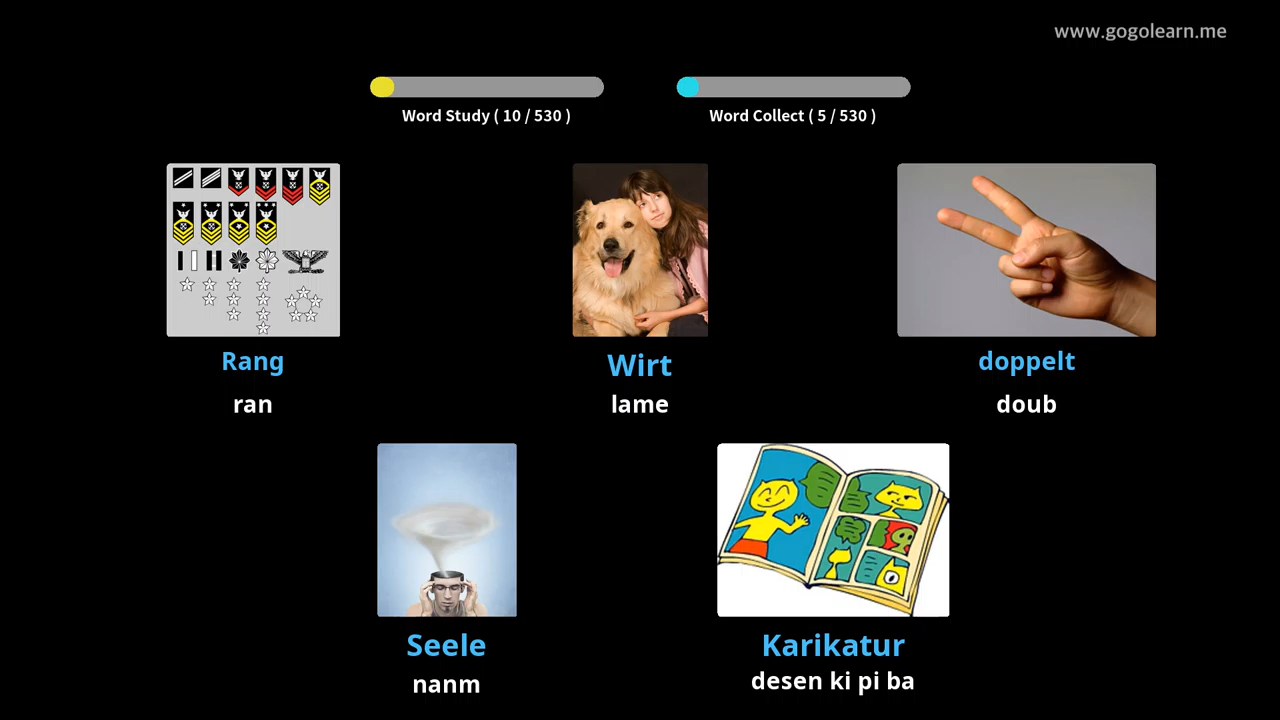 www.gogolearn.me
Word Study ( 10 / 530 )
Word Collect ( 5 / 530 )
Rang
Wirt
doppelt
ran
lame
doub
Seele
Karikatur
nanm
desen ki pi ba